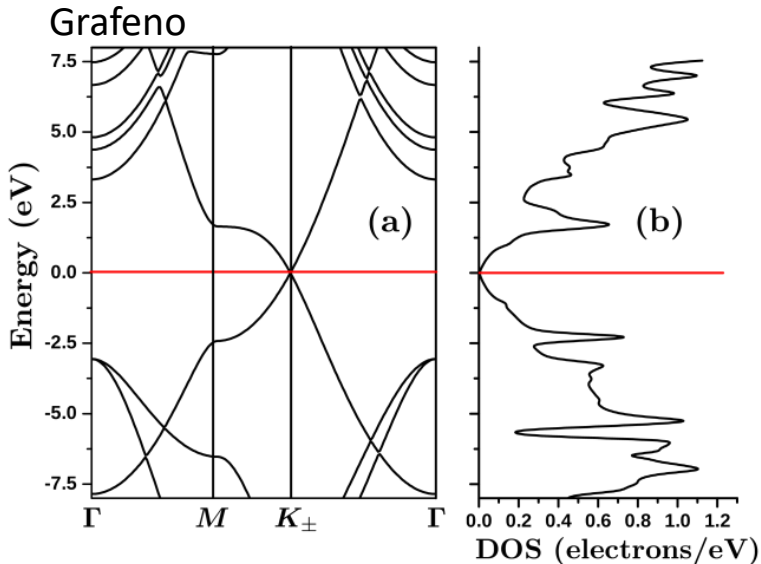 Grafeno
Energy (eV)
7.5
5.0
2.5
0.0
-2.5
-5.0
-7.5
(a)
(b)
Γ M K± Γ
0.0 0.2 0.4 0.6 0.8 1.0 1.2
DOS (electrons/eV)